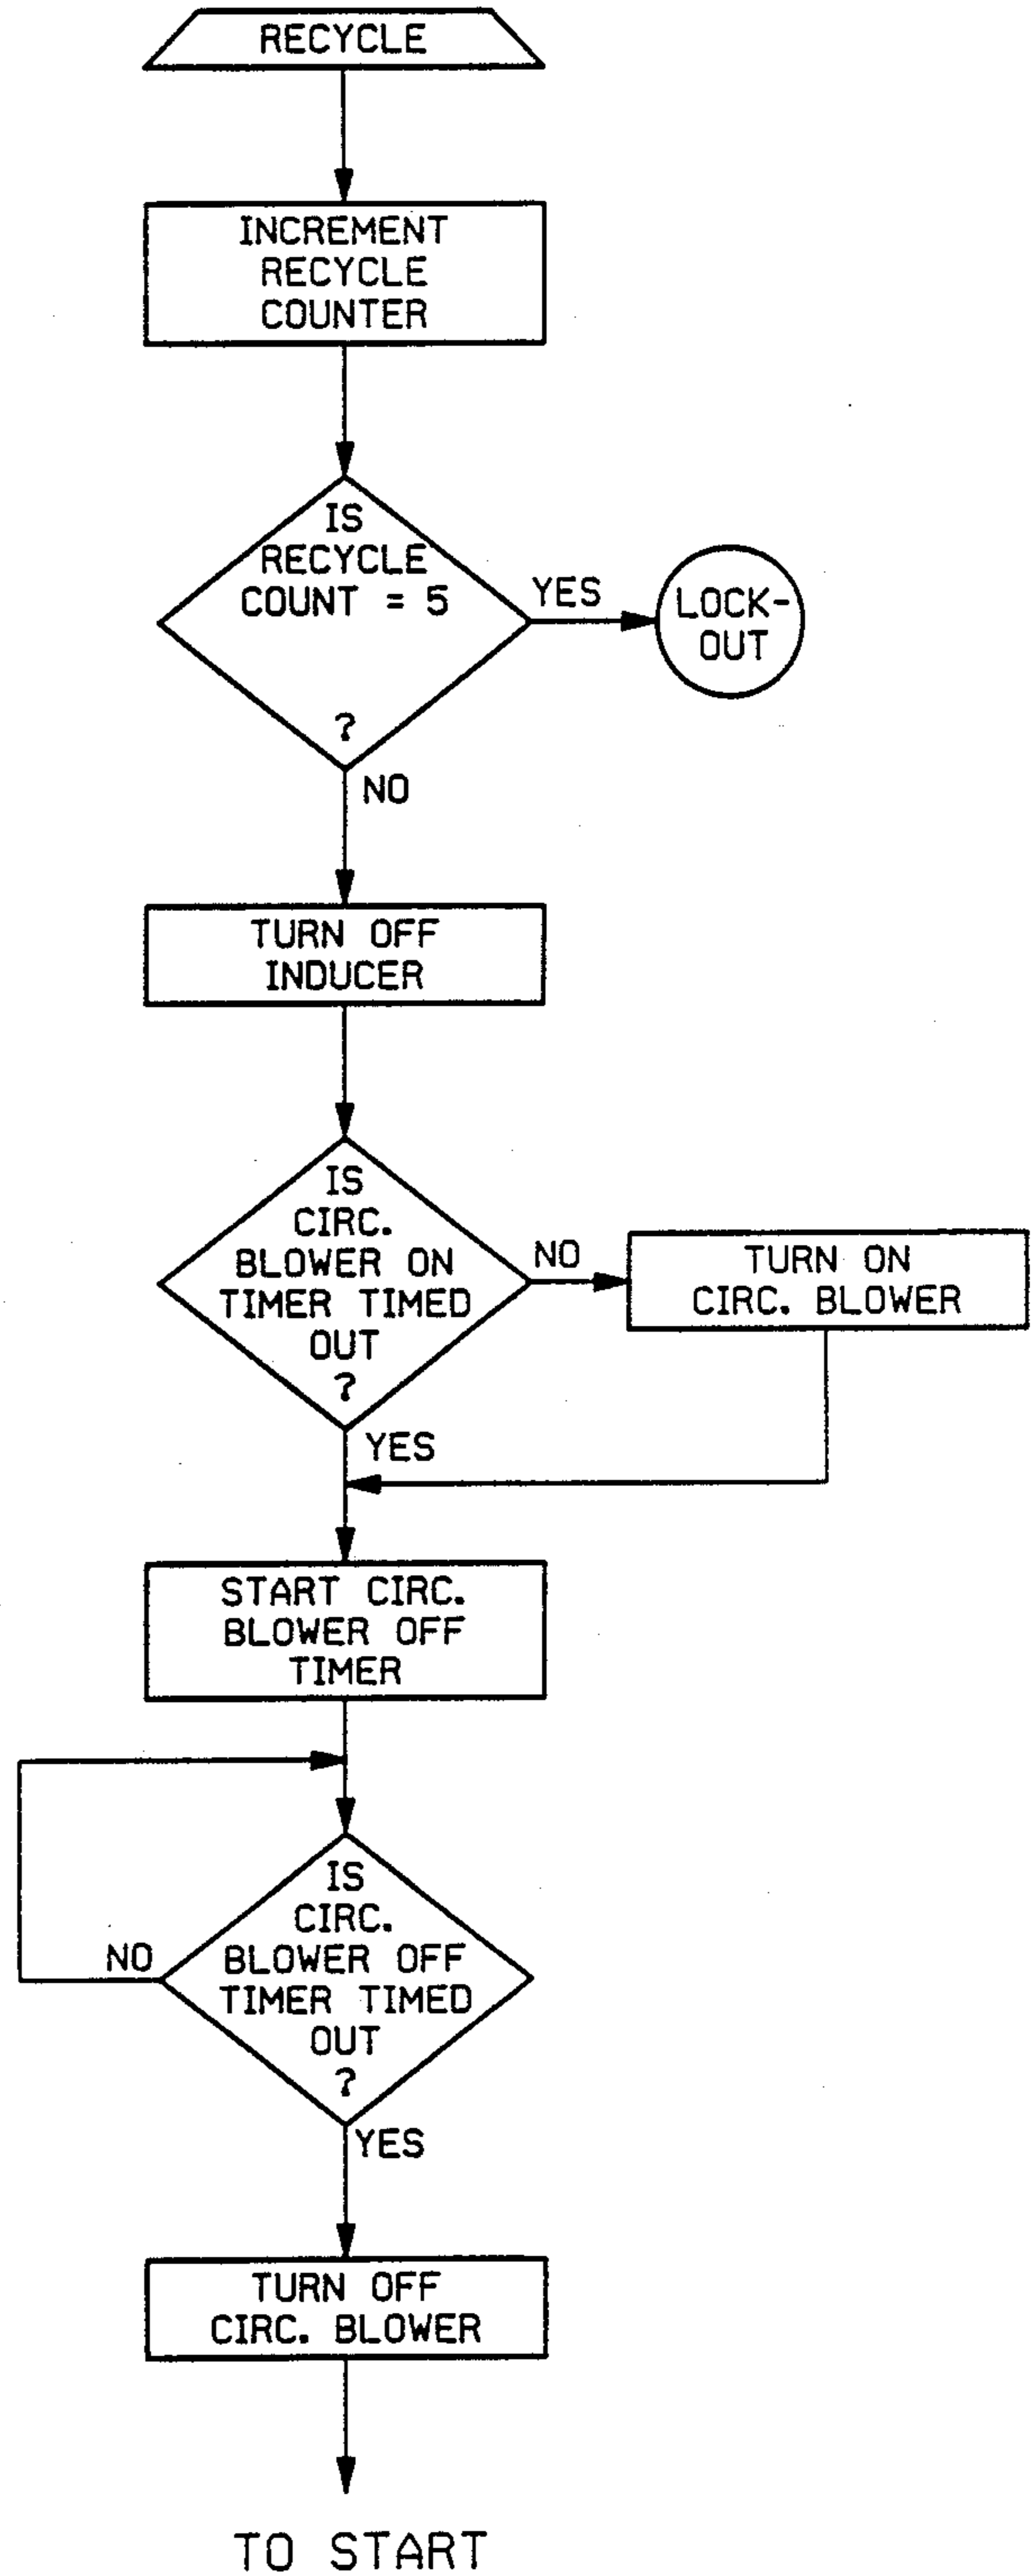 RECYCLE
INCREMENT
RECYCLE
COUNTER
IS
RECYCLE
COUNT = 5
?
YES
LOCK-
OUT
NO
TURN OFF
INDUCER
IS
CIRC.
BLOWER ON
TIMER TIMED
OUT
?
NO
TURN ON
CIRC. BLOWER
YES
START CIRC.
BLOWER OFF
TIMER
IS
CIRC.
BLOWER OFF
TIMER TIMED
OUT
?
NO
YES
TURN OFF
CIRC. BLOWER
TO START